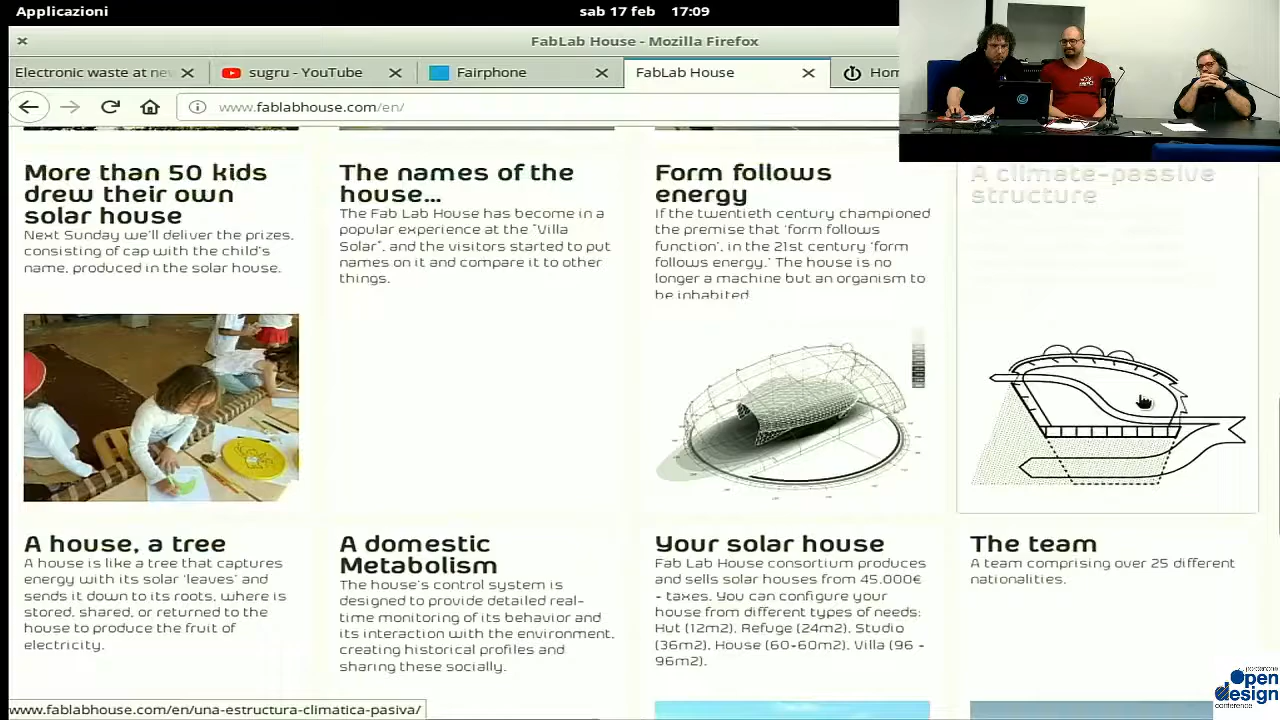 Applicazioni
sab 17 feb 17:09
FabLab House - Mozilla Firefox
Electronic waste at ne
sugru - YouTube
Fairphone
FabLab House
Hom
www.fablabhouse.com/en/
More than 50 kids
drew their own
solar house
Next Sunday we'll deliver the prizes,
consisting of cap with the child's
name, produced in the solar house.
The names of the
house...
The Fab Lab House has become in a
popular experience at the "Villa
Solar", and the visitors started to put
names on it and compare it to other
things.
Form follows
energy
If the twentieth century championed
the premise that 'form follows
function', in the 21st century 'form
follows energy.' The house is no
longer a machine but an organism to
be inhabited
A climate-passive
structure
A house, a tree
A house is like a tree that captures
energy with its solar 'leaves' and
sends it down to its roots, where is
stored, shared, or returned to the
house to produce the fruit of
electricity.
A domestic
Metabolism
The house's control system is
designed to provide detailed real-
time monitoring of its behavior and
its interaction with the environment,
creating historical profiles and
sharing these socially.
Your solar house
Fab Lab House consortium produces
and sells solar houses from 45.000€
- taxes. You can configure your
house from different types of needs:
Hut (12m2), Refuge (24m2), Studio
(36m2), House (60+60m2), Villa (96 +
96m2).
The team
A team comprising over 25 different
nationalities.
www.fablabhouse.com/en/una-estructura-climatica-pasiva/
pordenone
open
design
conference